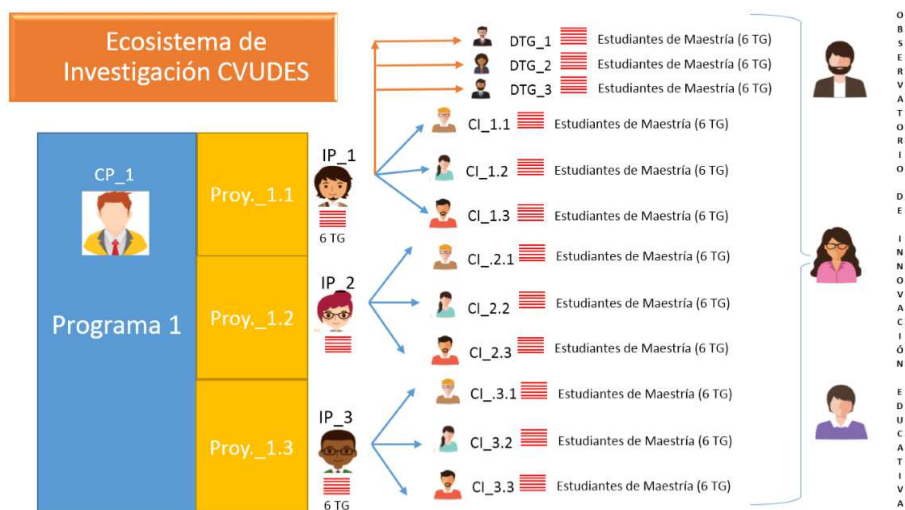 Ecosistema de
Investigación CVUDES
CP_1
Programa 1
Proy._1.1
Proy._1.2
Proy._1.3
IP_1
6 TG
IP_2
IP_3
6 TG
DTG_1 Estudiantes de Maestría (6 TG)
DTG_2 Estudiantes de Maestría (6 TG)
DTG_3 Estudiantes de Maestría (6 TG)
CI_1.1 Estudiantes de Maestría (6 TG)
CI_1.2 Estudiantes de Maestría (6 TG)
CI_1.3 Estudiantes de Maestría (6 TG)
CI_.2.1 Estudiantes de Maestría (6 TG)
CI_2.2 Estudiantes de Maestría (6 TG)
CI_2.3 Estudiantes de Maestría (6 TG)
CI_.3.1 Estudiantes de Maestría (6 TG)
CI_3.2 Estudiantes de Maestría (6 TG)
CI_3.3 Estudiantes de Maestría (6 TG)
OBSERVATORIO DE INNOVACIÓN EDUCATIVA